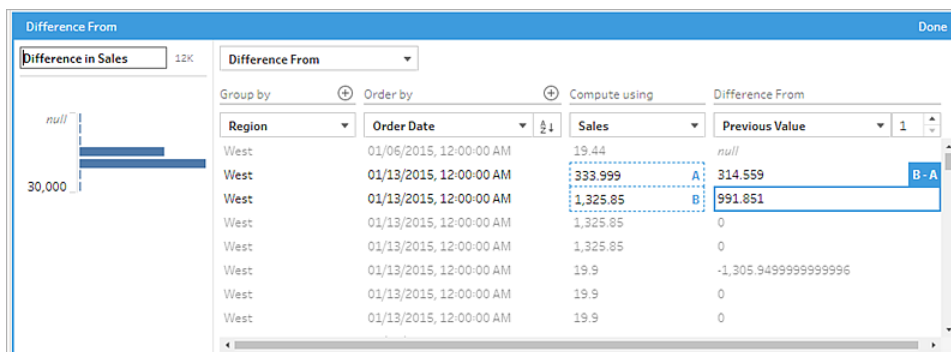 Difference From Done
Difference in Sales 12K Difference From
Group by Order by Compute using Difference From
null Region Order Date A Z Sales Previous Value 1
West 01/06/2015, 12:00:00 AM 19.44 null
30,000 West 01/13/2015, 12:00:00 AM 333.999 A 314.559 B - A
West 01/13/2015, 12:00:00 AM 1,325.85 B 991.851
West 01/13/2015, 12:00:00 AM 1,325.85 0
West 01/13/2015, 12:00:00 AM 1,325.85 0
West 01/13/2015, 12:00:00 AM 19.9 -1,305.9499999999996
West 01/13/2015, 12:00:00 AM 19.9 0
West 01/13/2015, 12:00:00 AM 19.9 0